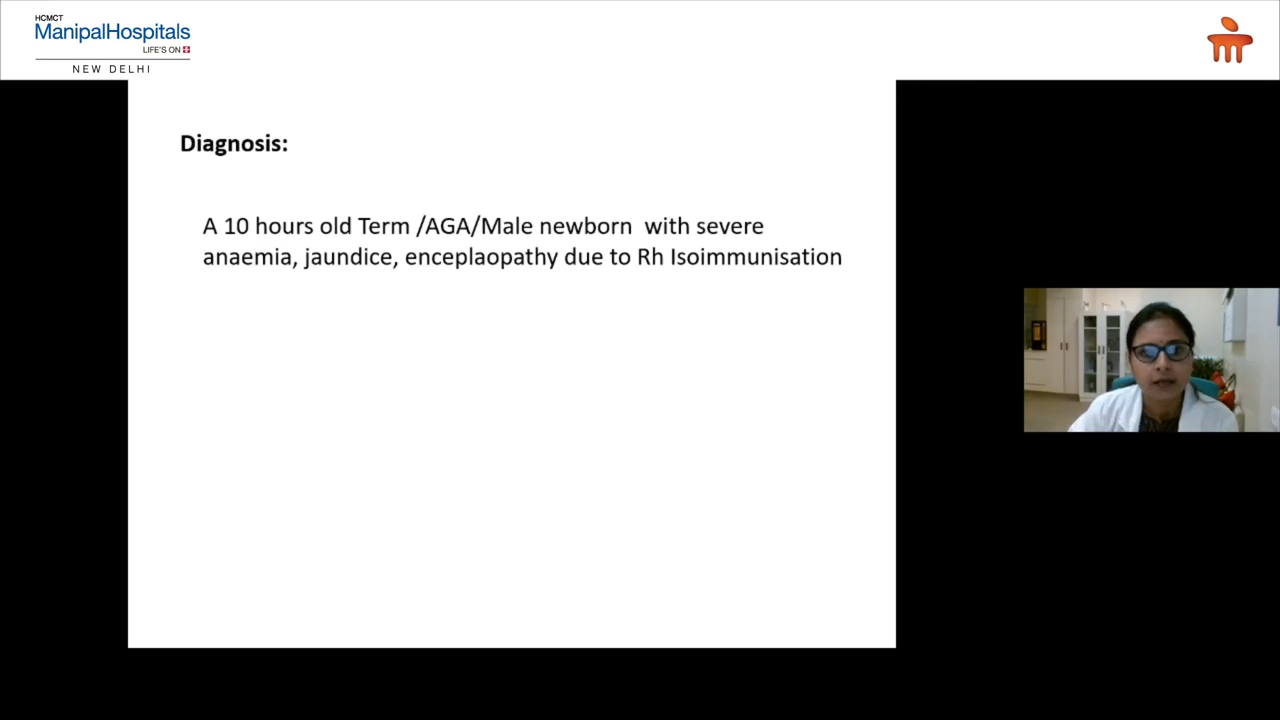 HCMCT
ManipalHospitals
LIFE'S ON
NEW DELHI
Diagnosis:
A 10 hours old Term /AGA/Male newborn with severe
anaemia, jaundice, enceplaopathy due to Rh Isoimmunisation